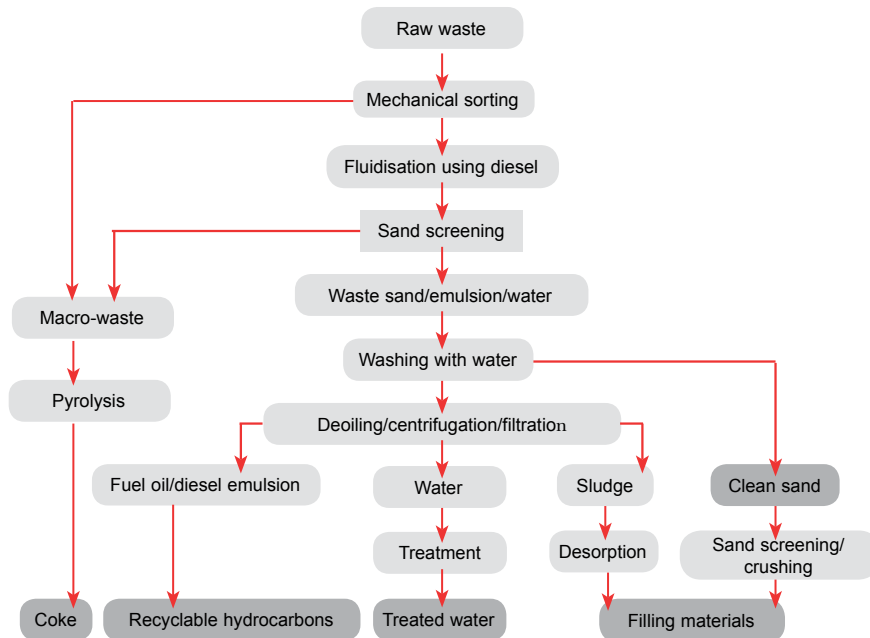 Raw waste
Mechanical sorting
Fluidisation using diesel
Sand screening
Waste sand/emulsion/water
Macro-waste
Washing with water
Pyrolysis
Deoiling/centrifugation/filtration
Fuel oil/diesel emulsion
Water
Sludge
Clean sand
Treatment
Desorption
Sand screening/
crushing
Coke
Recyclable hydrocarbons
Treated water
Filling materials